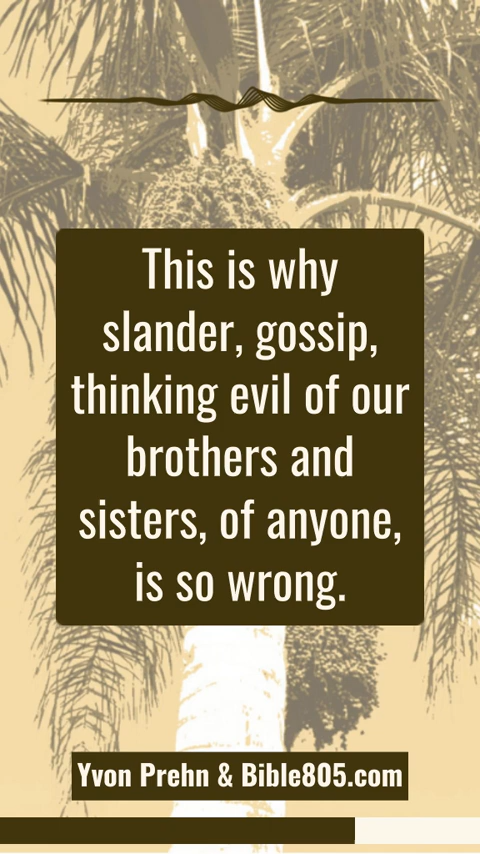 This is why
slander, gossip,
thinking evil of our
brothers and
sisters, of anyone,
is so wrong.
Yvon Prehn & Bible805.com